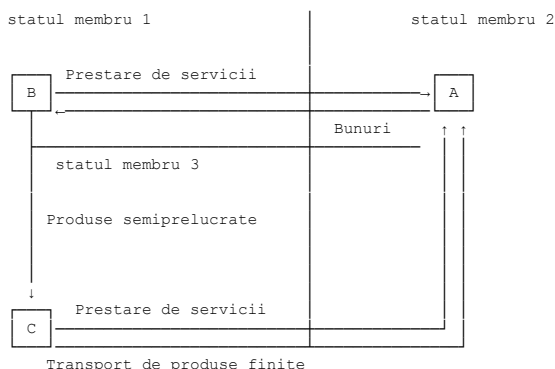 statul membru 1 statul membru 2
Prestare de servicii
B A
Bunuri
statul membru 3
Produse semiprelucrate
Prestare de servicii
C
Transport de produse finite